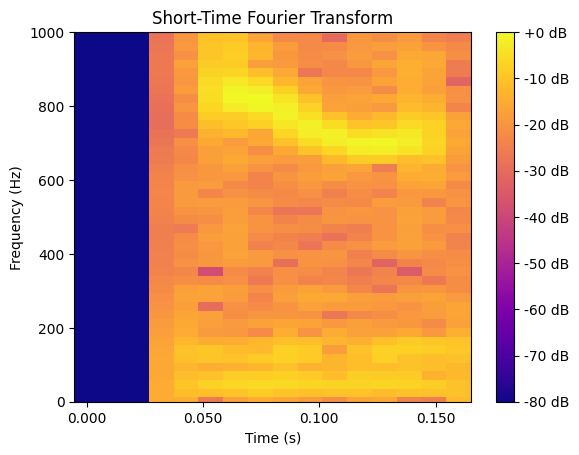 Short-Time Fourier Transform
1000
800
600
400
200
0
Frequency (Hz)
0.000
0.050
0.100
0.150
Time (s)
+0 dB
-10 dB
-20 dB
-30 dB
-40 dB
-50 dB
-60 dB
-70 dB
-80 dB